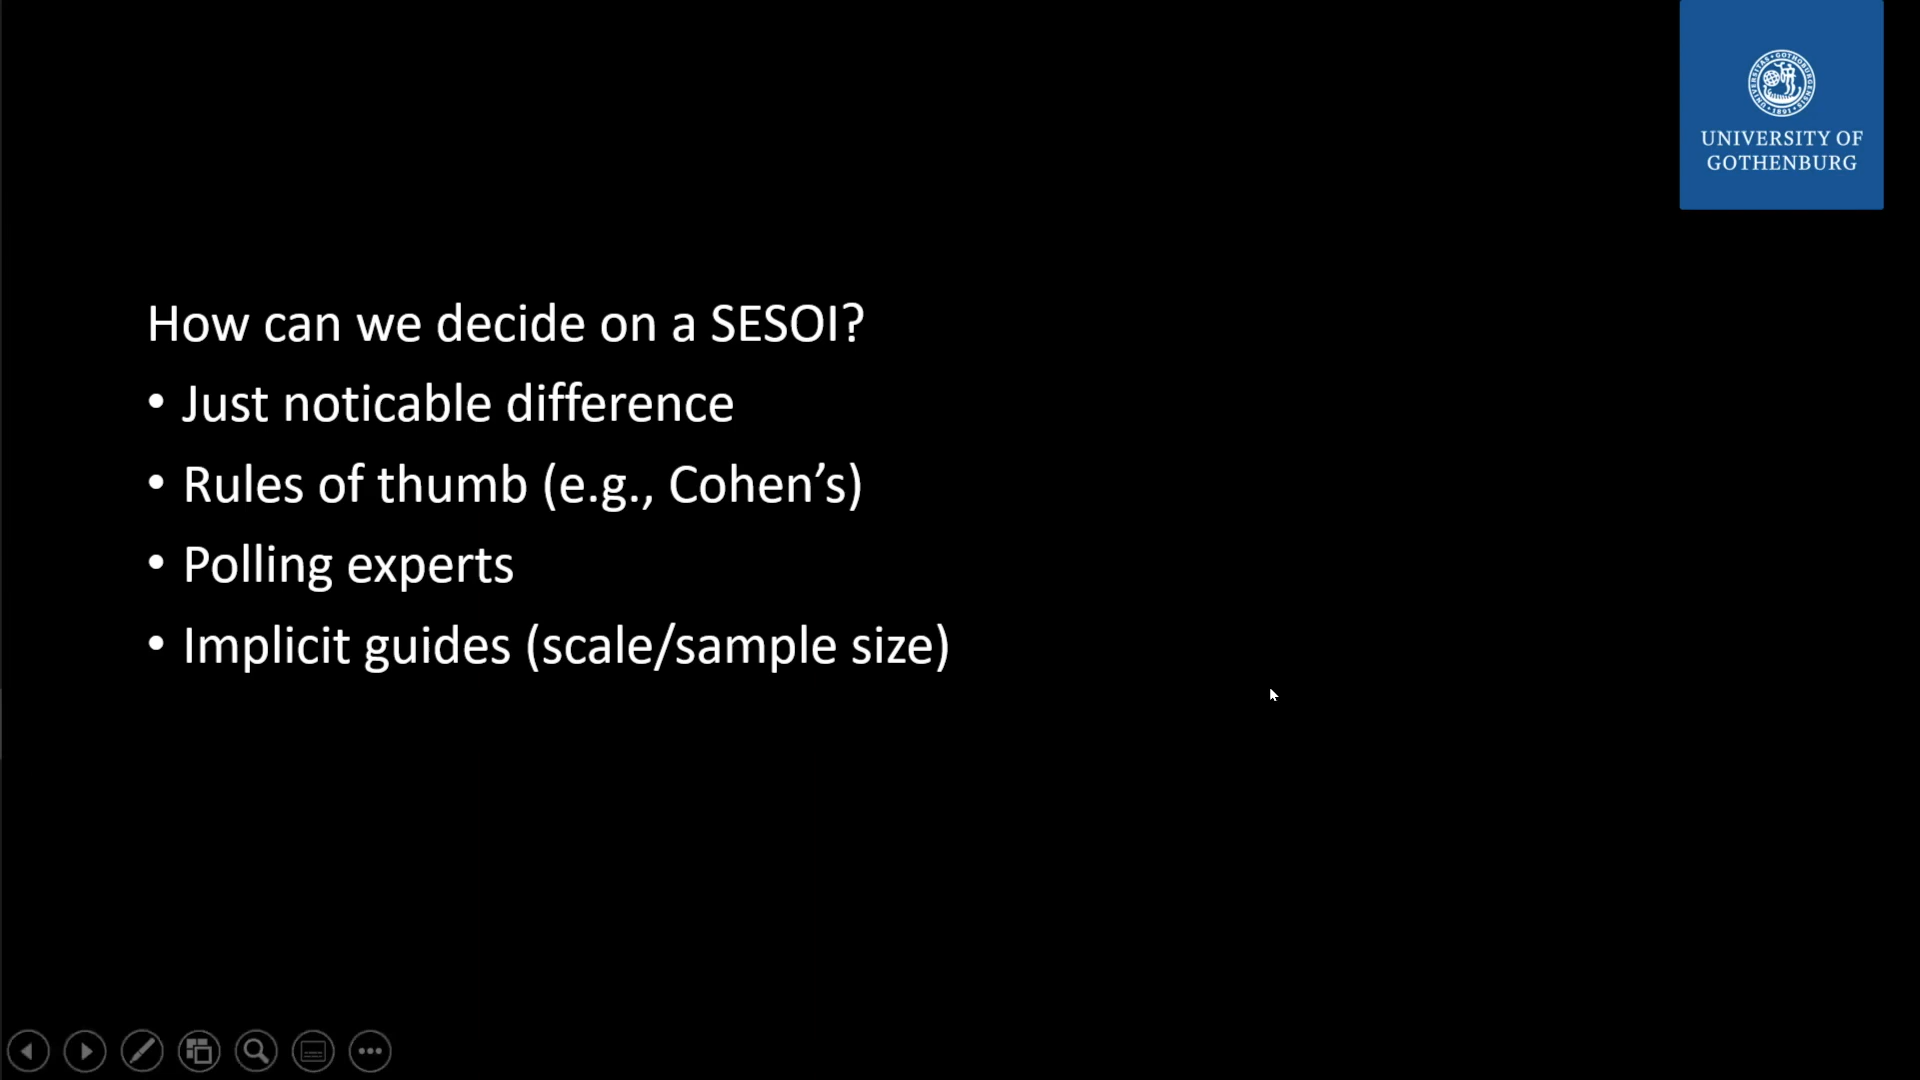 UNIVERSITY OF
GOTHENBURG
How can we decide on a SESOI?
• Just noticable difference
• Rules of thumb (e.g., Cohen’s)
• Polling experts
• Implicit guides (scale/sample size)